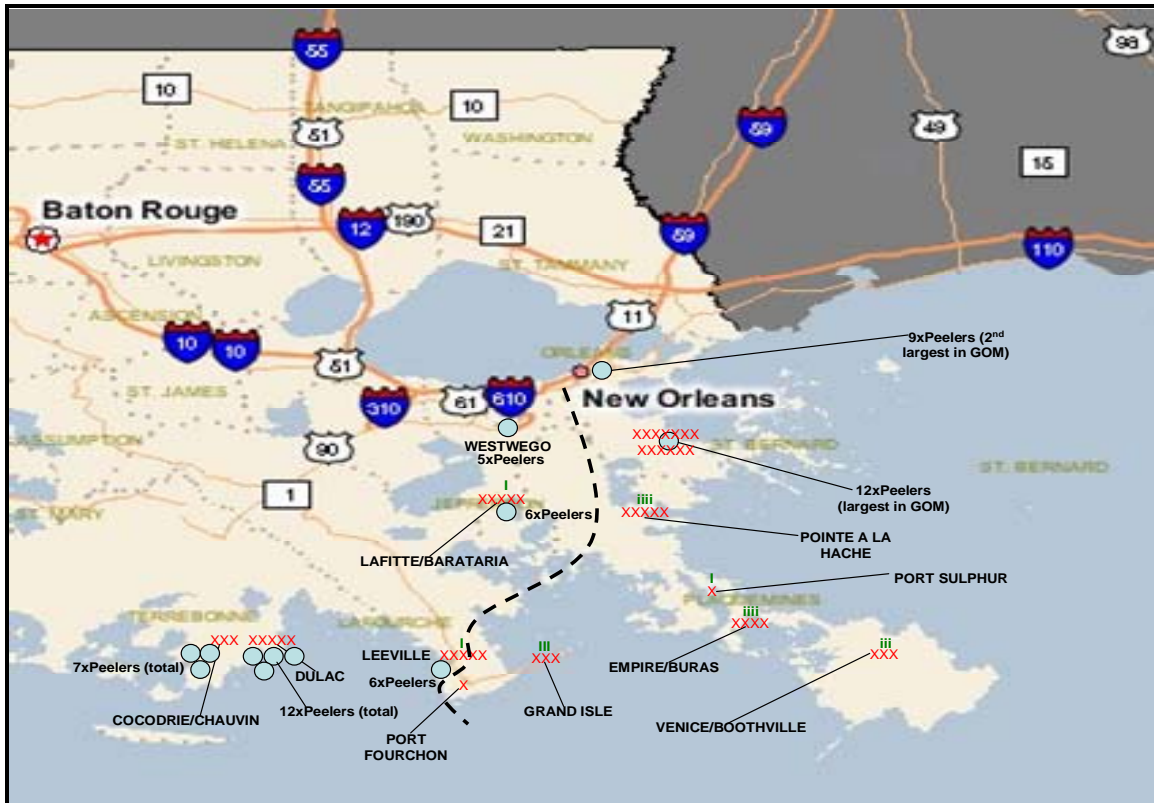 55
98
10
TANGIPAHOA
10
51
59
49
WASHINGTON
ST. HELENA
15
55
Baton Rouge
12
190
21
59
110
LIVINGSTON
ST. TAMMANY
11
ASCENSION
9xPeelers (2nd
largest in GOM)
10
10
51
ORLEANS
ST. JAMES
310
61
610
New Orleans
ASSUMPTION
90
WESTWEGO
5xPeelers
XXXXXXX
XXXXXX
ST. BERNARD
ST. BERNARD
I
1
JEFFERSON
XXXXX
6xPeelers
12xPeelers
(largest in GOM)
iiii
XXXXX
ST. MARY
POINTE A LA
HACHE
LAFITTE/BARATARIA
I
X
PORT SULPHUR
PLAQUEMINES
TERREBONNE
LAFOURCHE
iiii
XXXX
XXX
XXXXX
I
XXXXX
III
XXX
iii
XXX
LEEVILLE
7xPeelers (total)
DULAC
6xPeelers
EMPIRE/BURAS
X
COCODRIE/CHAUVIN
12xPeelers (total)
GRAND ISLE
VENICE/BOOTHVILLE
PORT
FOURCHON